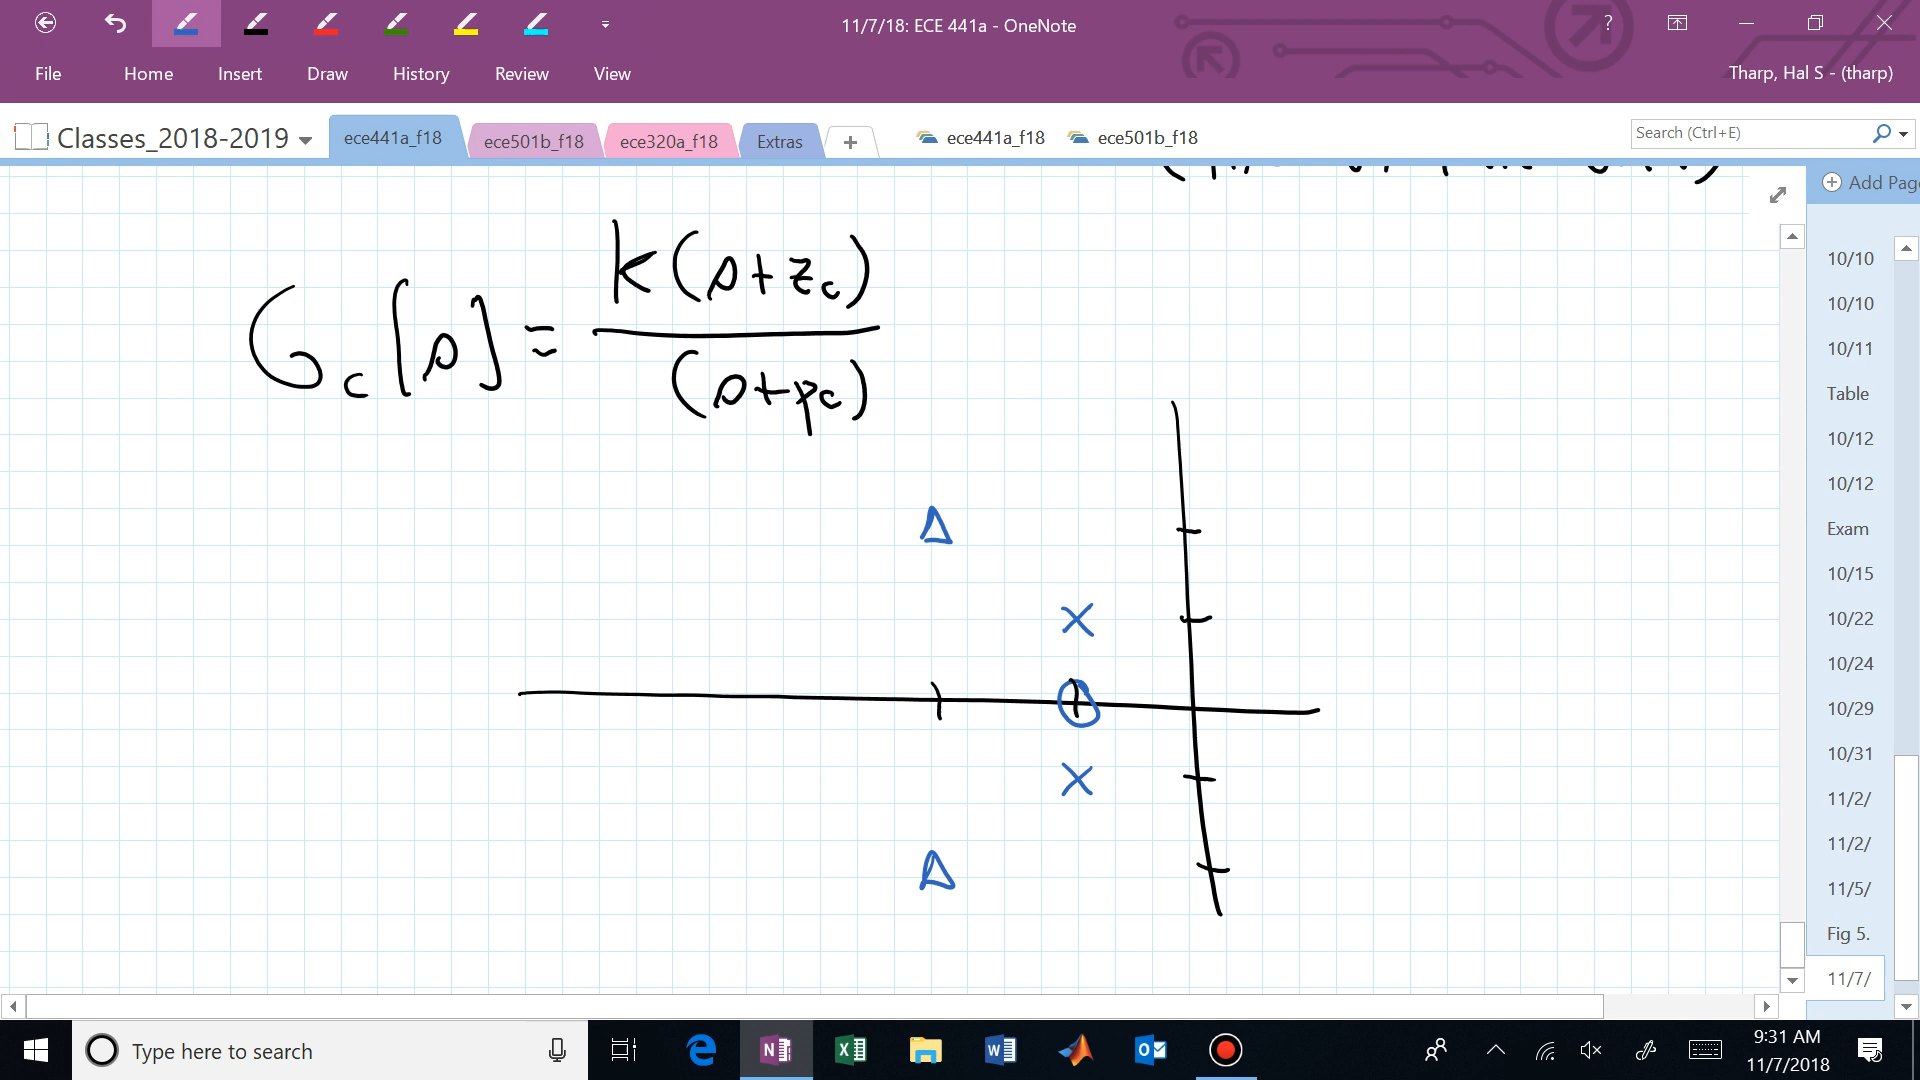 11/7/18: ECE 441a - OneNote
?
File Home Insert Draw History Review View
Tharp, Hal S - (tharp)
Classes_2018-2019 ece441a_f18 ece501b_f18 ece320a_f18 Extras + ece441a_f18 ece501b_f18
Search (Ctrl+E)
Add Page
K(s+zc)
Gc[s] =
(s+pc)
10/10
10/10
10/11
Table
10/12
10/12
Exam
10/15
10/22
10/24
10/29
10/31
11/2/
11/2/
11/5/
Fig 5.
11/7/
Type here to search
9:31 AM
11/7/2018